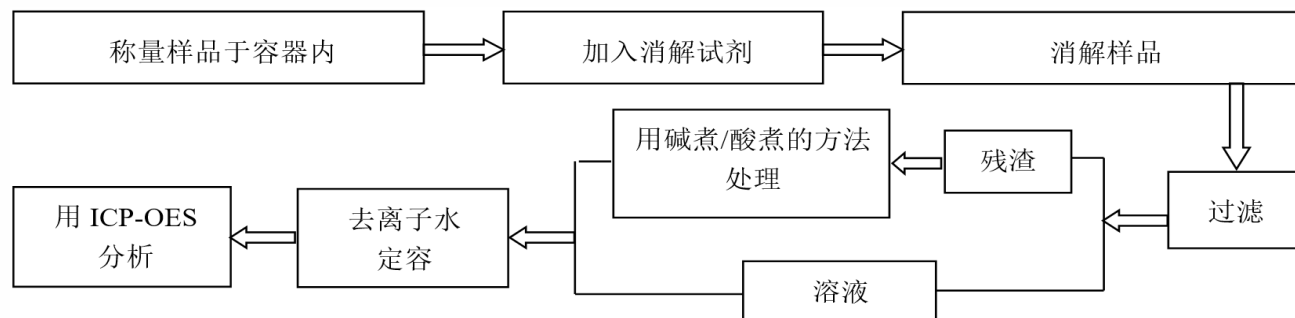 称量样品于容器内
加入消解试剂
消解样品
过滤
残渣
用碱煮/酸煮的方法
处理
溶液
去离子水
定容
用 ICP-OES
分析